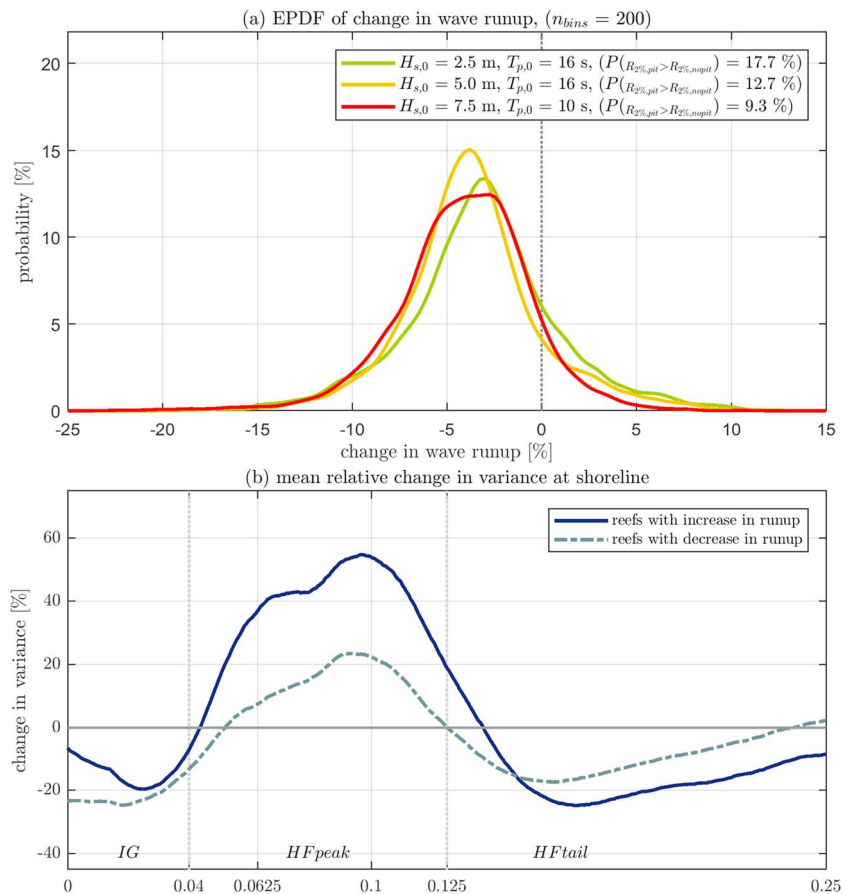 (a) EPDF of change in wave runup, (n_bins = 200)
H_s,0 = 2.5 m, T_p,0 = 16 s, (P(R_2%,pit>R_2%,nopit) = 17.7 %)
H_s,0 = 5.0 m, T_p,0 = 16 s, (P(R_2%,pit>R_2%,nopit) = 12.7 %)
H_s,0 = 7.5 m, T_p,0 = 10 s, (P(R_2%,pit>R_2%,nopit) = 9.3 %)
probability [%]
20
15
10
5
0
-25 -20 -15 -10 -5 0 5 10 15
change in wave runup [%]
(b) mean relative change in variance at shoreline
reefs with increase in runup
reefs with decrease in runup
change in variance [%]
60
40
20
0
-20
-40
IG HFpeak HFtail
0 0.04 0.0625 0.1 0.125 0.25